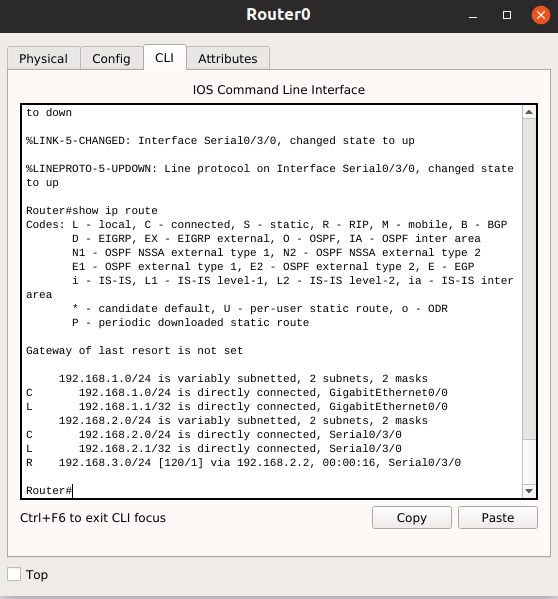 Router0
Physical Config CLI Attributes
IOS Command Line Interface
to down
%LINK-5-CHANGED: Interface Serial0/3/0, changed state to up
%LINEPROTO-5-UPDOWN: Line protocol on Interface Serial0/3/0, changed state
to up
Router#show ip route
Codes: L - local, C - connected, S - static, R - RIP, M - mobile, B - BGP
D - EIGRP, EX - EIGRP external, O - OSPF, IA - OSPF inter area
N1 - OSPF NSSA external type 1, N2 - OSPF NSSA external type 2
E1 - OSPF external type 1, E2 - OSPF external type 2, E - EGP
i - IS-IS, L1 - IS-IS level-1, L2 - IS-IS level-2, ia - IS-IS inter
area
* - candidate default, U - per-user static route, o - ODR
P - periodic downloaded static route
Gateway of last resort is not set
192.168.1.0/24 is variably subnetted, 2 subnets, 2 masks
C 192.168.1.0/24 is directly connected, GigabitEthernet0/0
L 192.168.1.1/32 is directly connected, GigabitEthernet0/0
192.168.2.0/24 is variably subnetted, 2 subnets, 2 masks
C 192.168.2.0/24 is directly connected, Serial0/3/0
L 192.168.2.1/32 is directly connected, Serial0/3/0
R 192.168.3.0/24 [120/1] via 192.168.2.2, 00:00:16, Serial0/3/0
Router#
Ctrl+F6 to exit CLI focus Copy Paste
Top